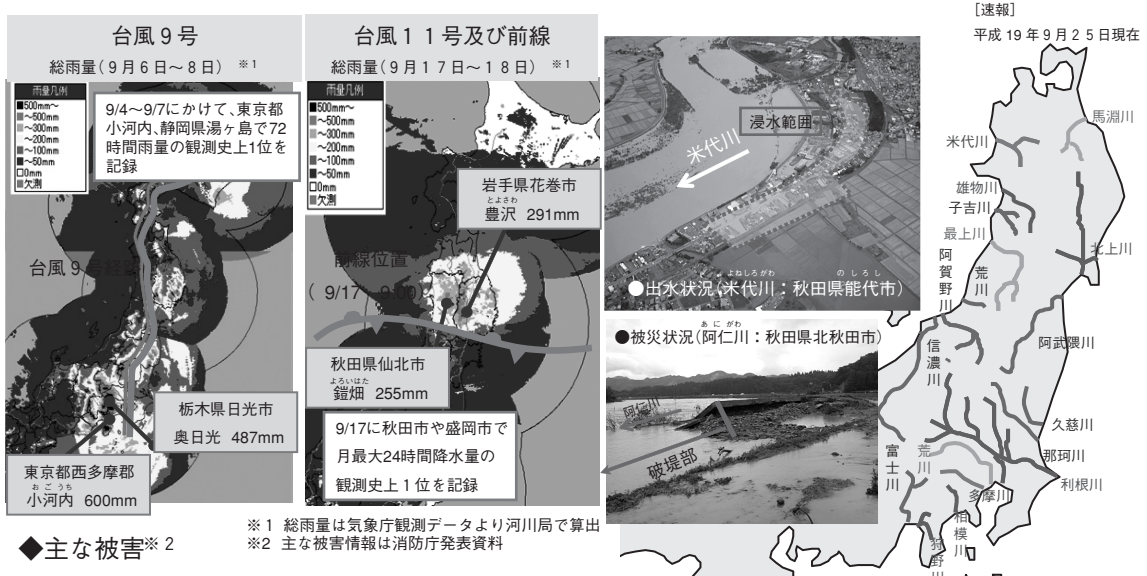 [速報]
平成19年9月25日現在
台風9号
総雨量(9月6日～8日) ※1
雨量凡例
500mm～
～500mm
～300mm
～200mm
～100mm
～50mm
0mm
欠測
9/4～9/7にかけて、東京都
小河内、静岡県湯ヶ島で72
時間雨量の観測史上1位を
記録
台風9号経
栃木県日光市
奥日光 487mm
東京都西多摩郡
おごうち
小河内 600mm
台風11号及び前線
総雨量(9月17日～18日) ※1
雨量凡例
500mm～
～500mm
～300mm
～200mm
～100mm
～50mm
0mm
欠測
岩手県花巻市
とよさわ
豊沢 291mm
前線位置
(9/17 9:00)
秋田県仙北市
よろいはた
鎧畑 255mm
9/17に秋田市や盛岡市で
月最大24時間降水量の
観測史上1位を記録
※1 総雨量は気象庁観測データより河川局で算出
※2 主な被害情報は消防庁発表資料
◆主な被害※2
浸水範囲
米代川
よねしろがわ のしろし
●出水状況(米代川：秋田県能代市)
あにがわ
●被災状況(阿仁川：秋田県北秋田市)
阿仁川
破堤部
馬淵川
米代川
雄物川
子吉川
最上川
北上川
阿賀野川
荒川
阿武隈川
信濃川
久慈川
那珂川
富士川
荒川
利根川
多摩川
相模川
狩野川